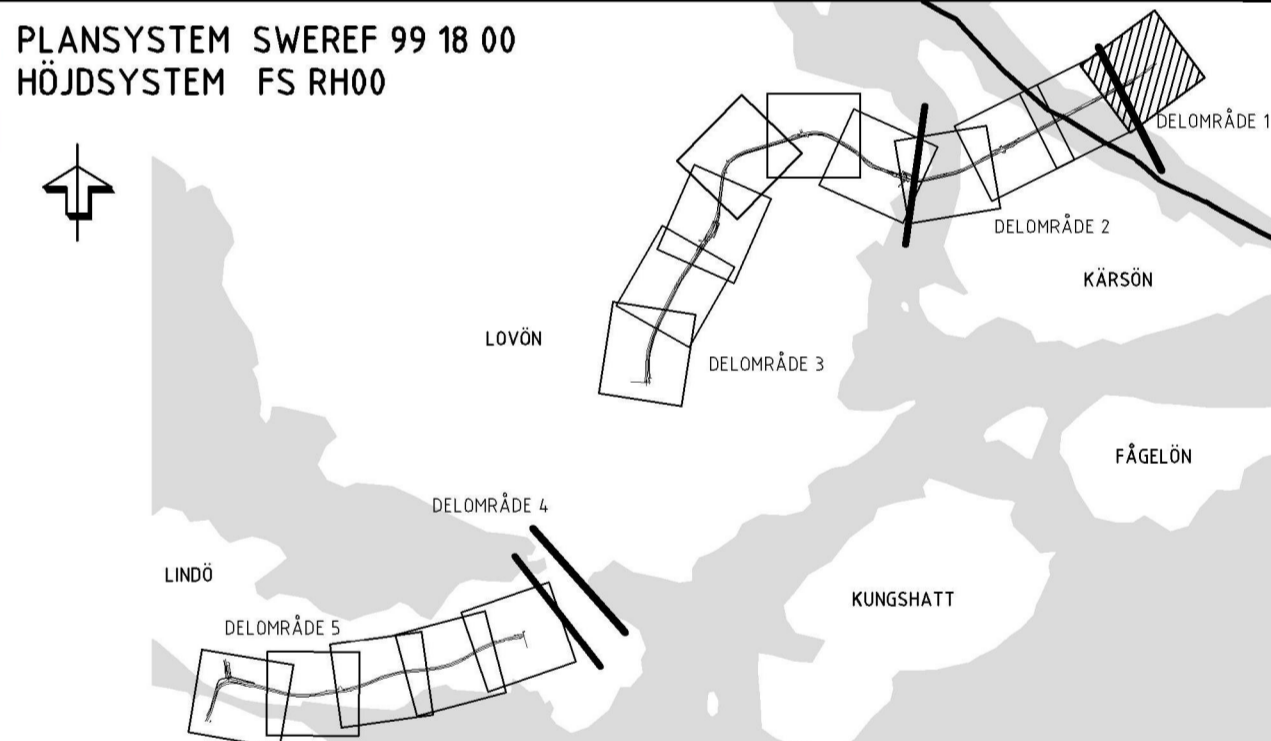 PLANSYSTEM SWEREF 99 18 00
HÖJDSYSTEM FS RH00
DELOMRÅDE 1
DELOMRÅDE 2
KÄRSÖN
LOVÖN
DELOMRÅDE 3
FÅGELÖN
DELOMRÅDE 4
LINDÖ
KUNGSHATT
DELOMRÅDE 5